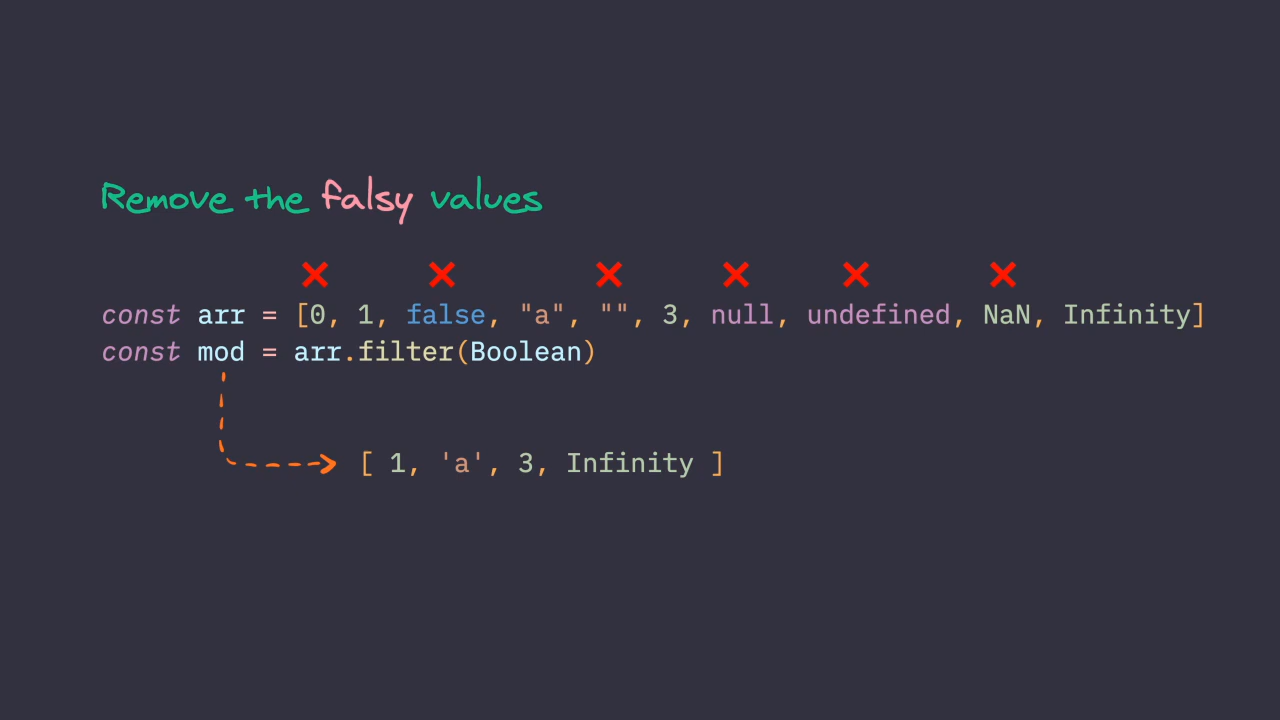 Remove the falsy values
const arr = [0, 1, false, "a", "", 3, null, undefined, NaN, Infinity]
const mod = arr.filter(Boolean)
[ 1, 'a', 3, Infinity ]